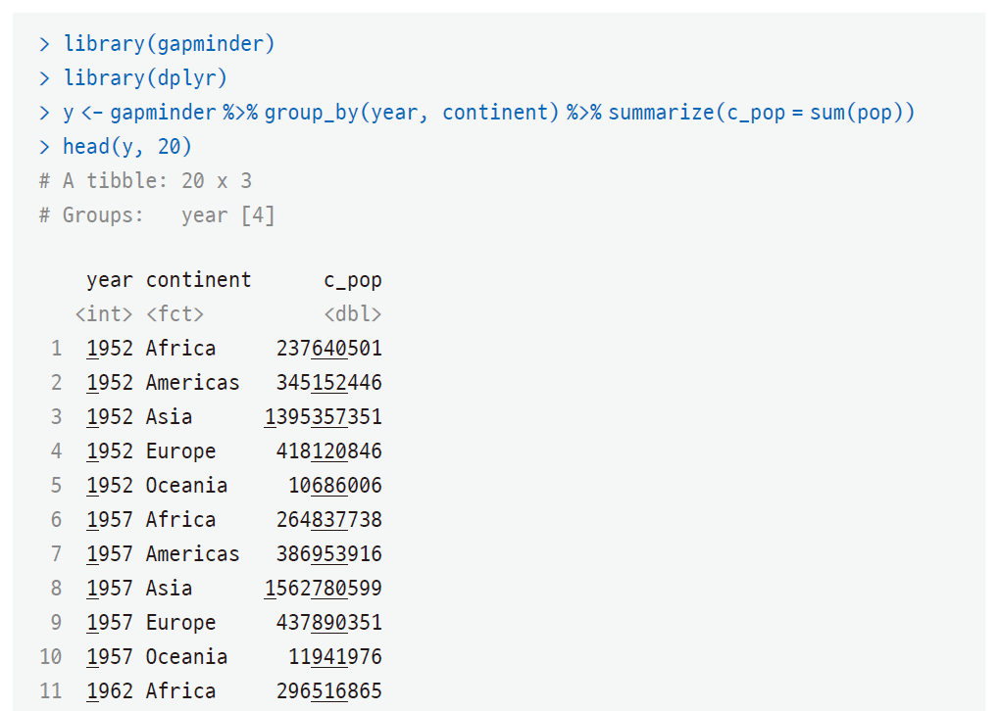 > library(gapminder)
> library(dplyr)
> y <- gapminder %>% group_by(year, continent) %>% summarize(c_pop = sum(pop))
> head(y, 20)
# A tibble: 20 x 3
# Groups: year [4]
year continent c_pop
<int> <fct> <dbl>
1 1952 Africa 237640501
2 1952 Americas 345152446
3 1952 Asia 1395357351
4 1952 Europe 418120846
5 1952 Oceania 10686006
6 1957 Africa 264837738
7 1957 Americas 386953916
8 1957 Asia 1562780599
9 1957 Europe 437890351
10 1957 Oceania 11941976
11 1962 Africa 296516865